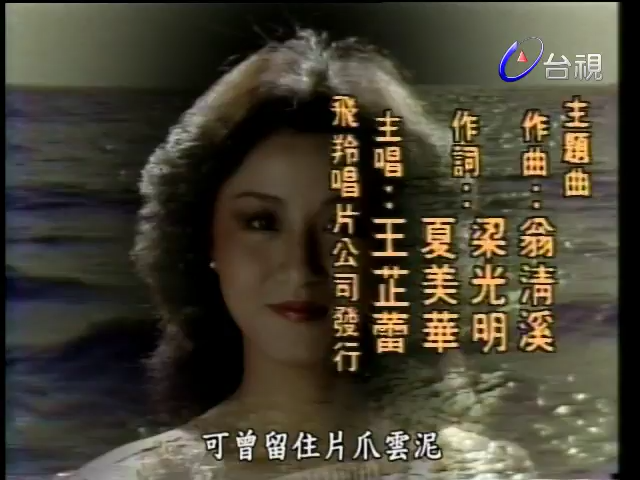 台視
主題曲
作曲：翁清溪
作詞：梁光明
夏美華
主唱：王芷蕾
飛羚唱片公司發行
可曾留住片爪雲泥